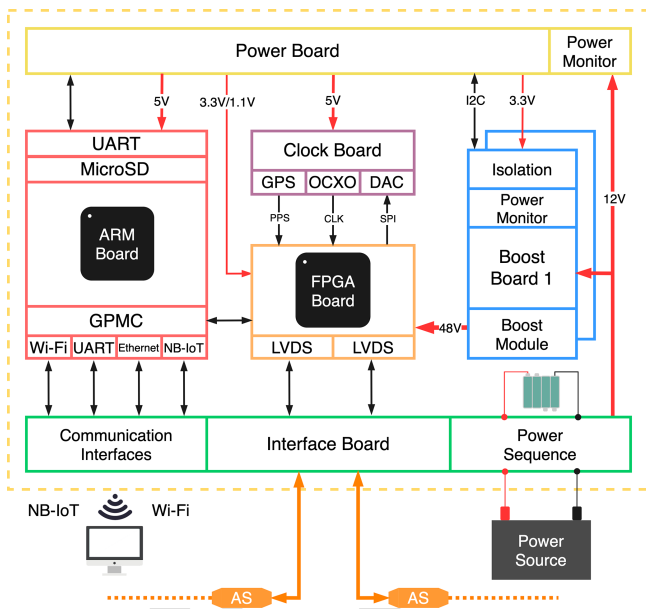 Power Board
Power
Monitor
5V
3.3V/1.1V
5V
I2C
3.3V
UART
MicroSD
ARM
Board
GPMC
Wi-Fi
UART
Ethernet
NB-IoT
Clock Board
GPS
OCXO
DAC
PPS
CLK
SPI
FPGA
Board
LVDS
LVDS
Isolation
Power
Monitor
Boost
Board 1
Boost
Module
12V
48V
Communication
Interfaces
Interface Board
Power
Sequence
NB-IoT
Wi-Fi
Power
Source
AS
AS